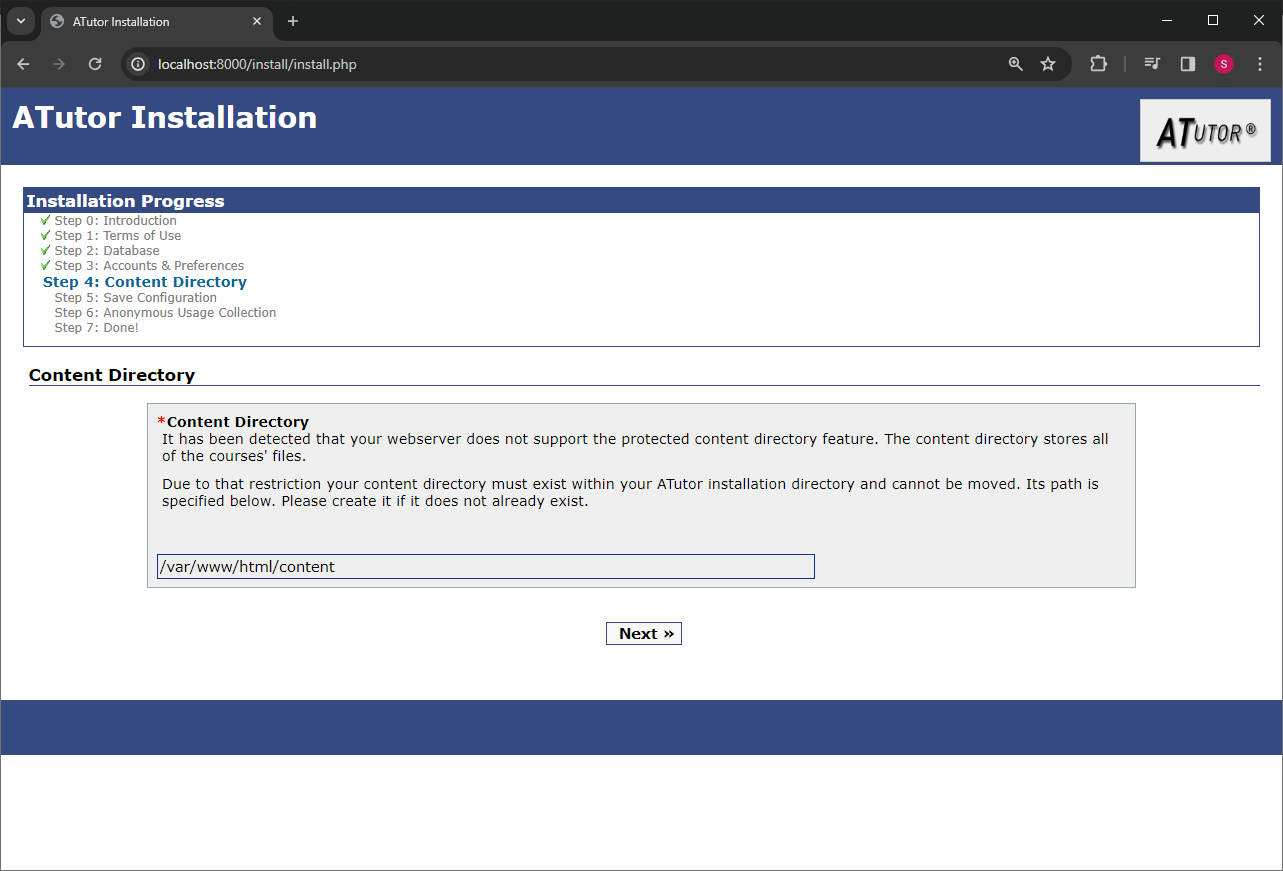 ATutor Installation
localhost:8000/install/install.php
S
ATutor Installation
ATUTOR ®
Installation Progress
Step 0: Introduction
Step 1: Terms of Use
Step 2: Database
Step 3: Accounts & Preferences
Step 4: Content Directory
Step 5: Save Configuration
Step 6: Anonymous Usage Collection
Step 7: Done!
Content Directory
*Content Directory
It has been detected that your webserver does not support the protected content directory feature. The content directory stores all
of the courses' files.
Due to that restriction your content directory must exist within your ATutor installation directory and cannot be moved. Its path is
specified below. Please create it if it does not already exist.
/var/www/html/content
Next »